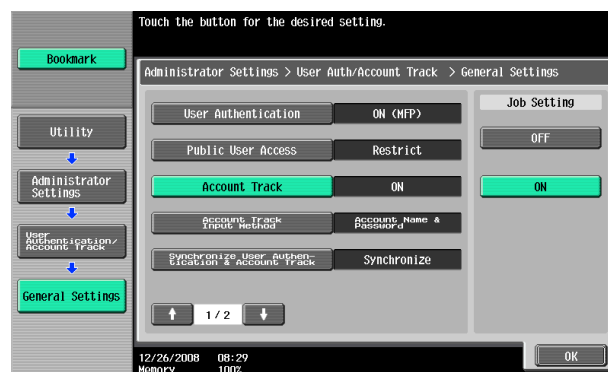 Touch the button for the desired setting.
Bookmark
Administrator Settings > User Auth/Account Track > General Settings
Utility
Administrator
Settings
User
Authentication/
Account Track
General Settings
User Authentication
ON (MFP)
Public User Access
Restrict
Account Track
ON
Account Track
Input Method
Account Name &
Password
Synchronize User Authen-
tication & Account Track
Synchronize
1/2
Job Setting
OFF
ON
12/26/2008 08:29
Memory 100%
OK